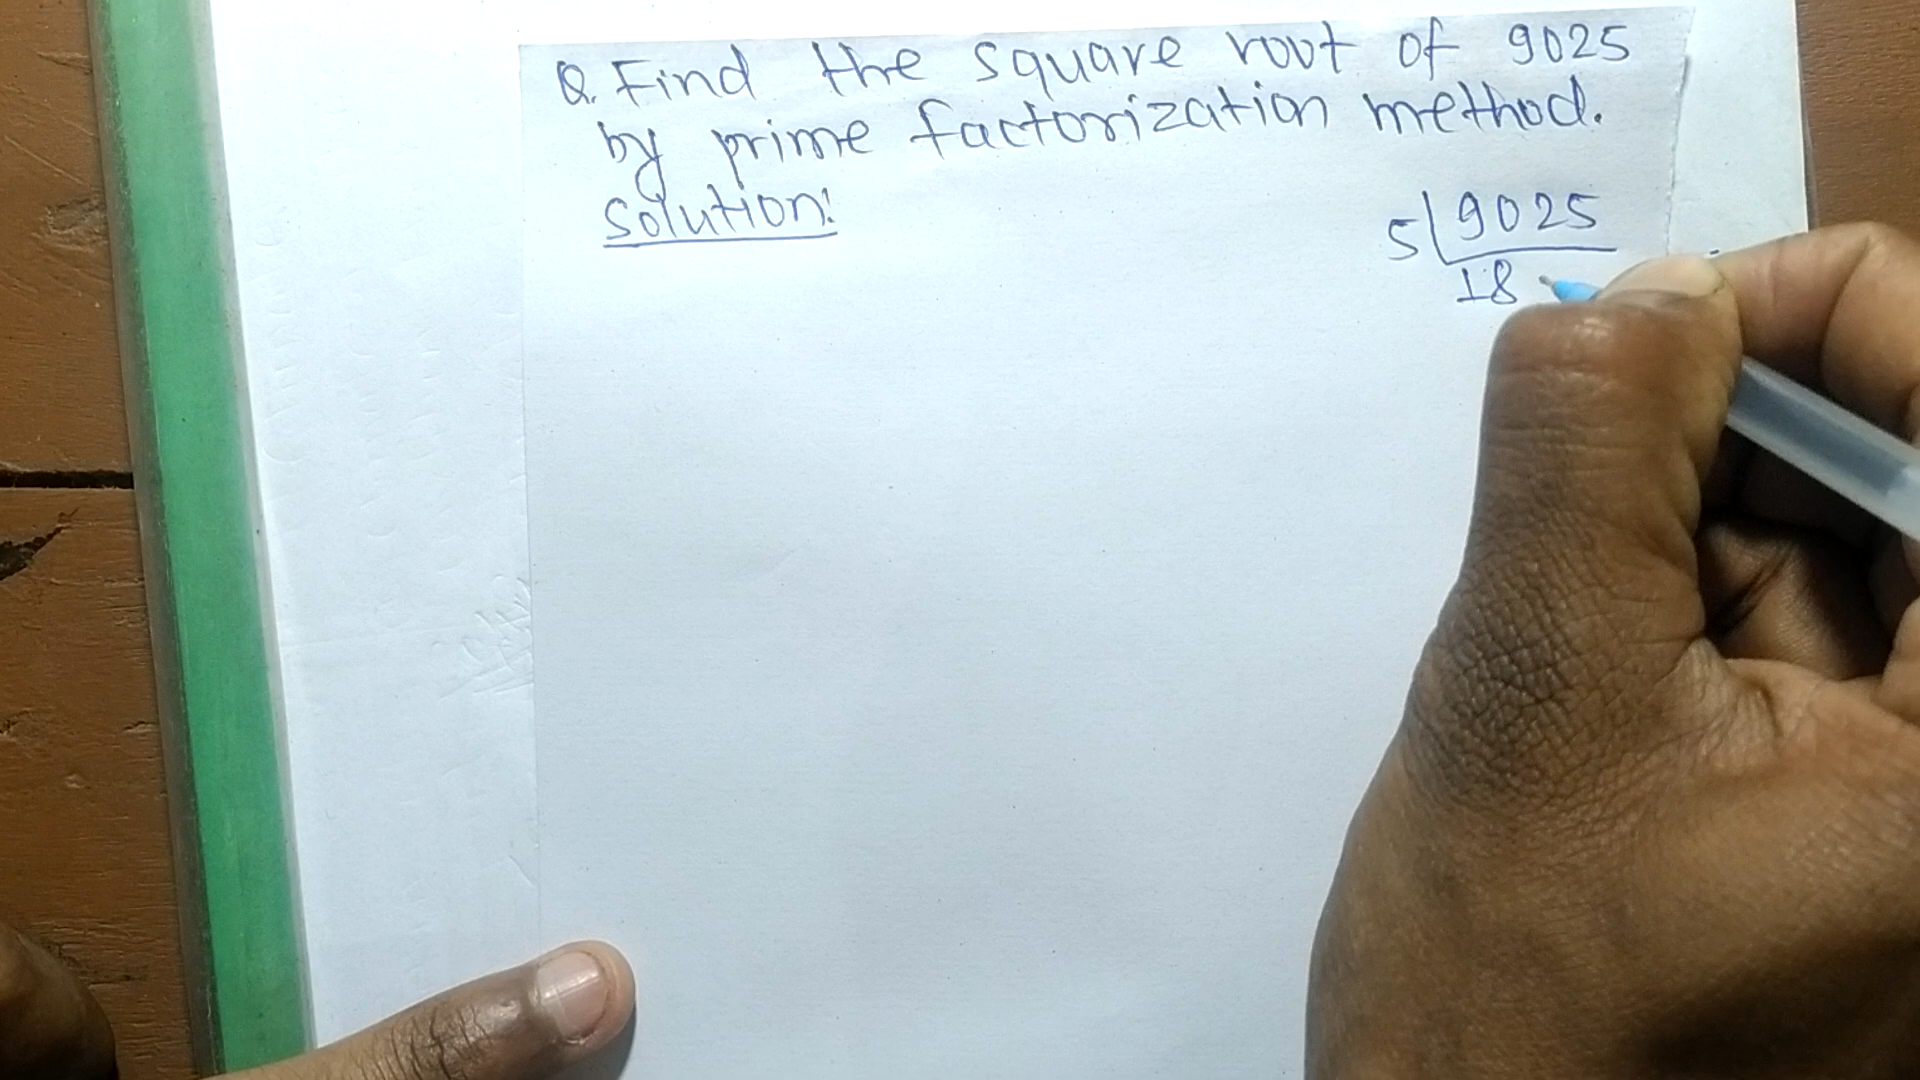 Q. Find the square root of 9025
by prime factorization method.
Solution:
5 9025
18